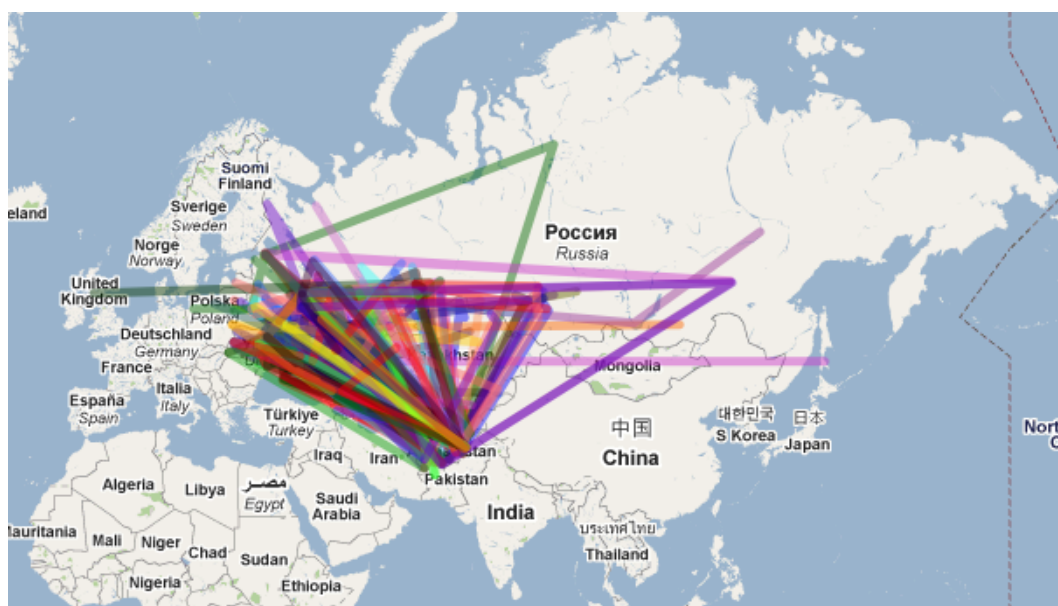 Suomi
Finland
eland
Sverige
Sweden
Norge
Norway
Россия
Russia
United
Kingdom
Polska
Poland
Deutschland
Germany
France
Mongolia
Italia
Italy
España
Spain
Türkiye
Turkey
中国
China
대한민국
S Korea
日本
Japan
Nort
Iraq
Iran
Pakistan
Algeria
Libya
مصر
Egypt
Saudi
Arabia
India
Mauritania
Mali
Niger
Chad
Sudan
ประเทศไทย
Thailand
Nigeria
Ethiopia